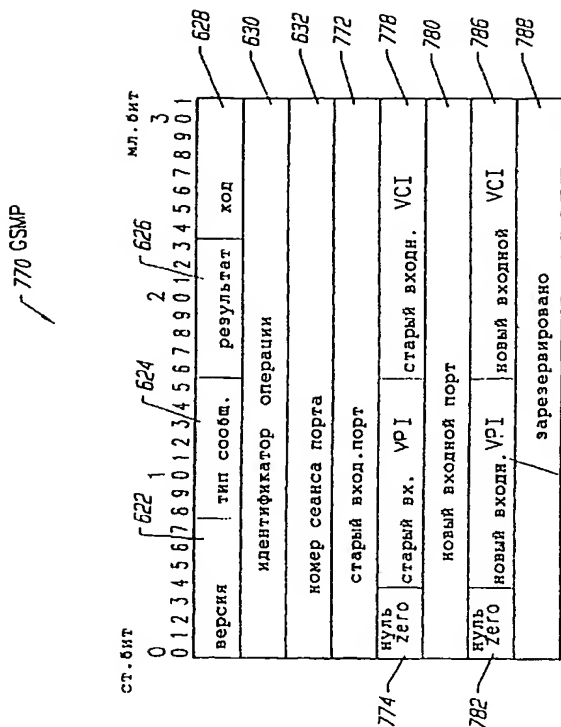 770 GSMP
ст.бит мл.бит
0 1 2 3
0 1 2 3 4 5 6 7 8 9 0 1 2 3 4 5 6 7 8 9 0 1 2 3 4 5 6 7 8 9 0 1
622 624 626
версия тип сообщ. результат код 628
идентификатор операции 630
номер сеанса порта 632
старый вход.порт 772
774 нуль zero старый вх. VPI старый входн. VCI 778
новый входной порт 780
782 нуль zero новый входн. VPI новый входной VCI 786
зарезервировано 788